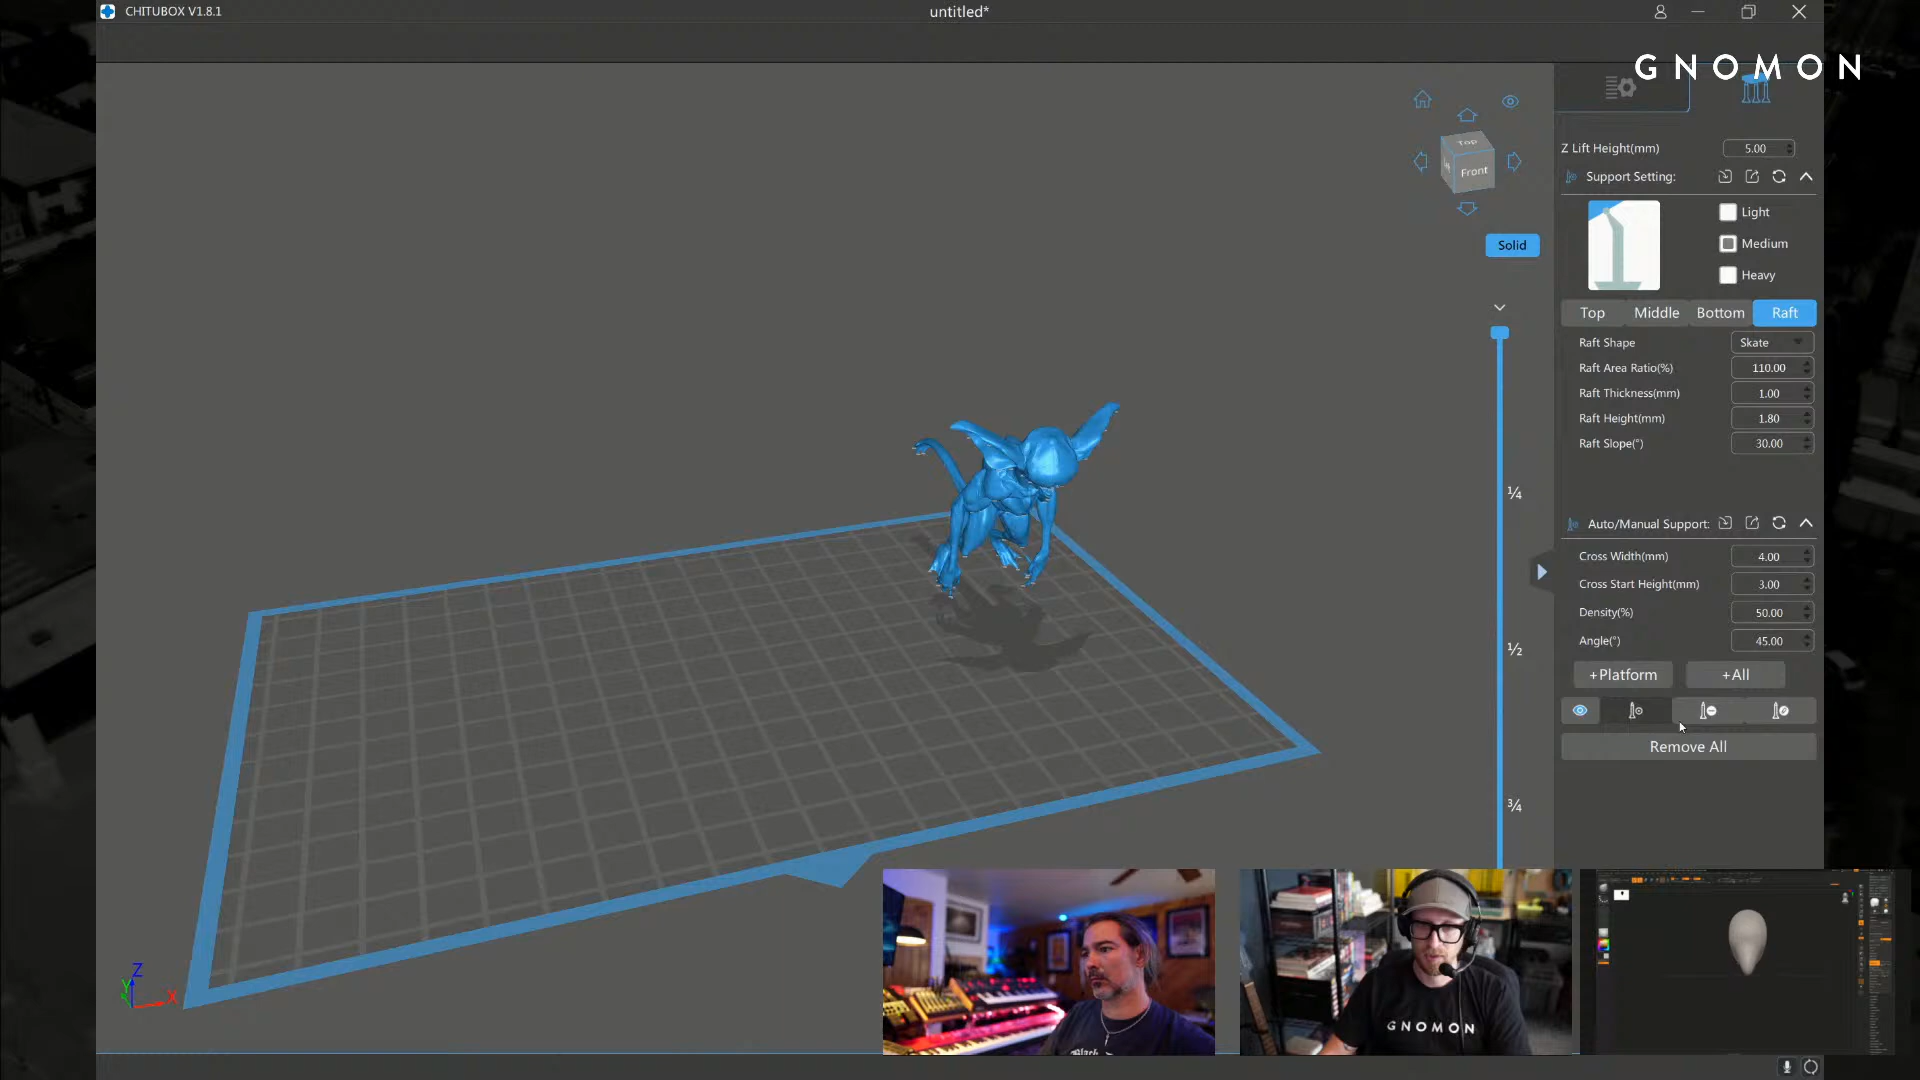 CHITUBOX V1.8.1
untitled*
GNOMON
Top
Front
Solid
¼
½
¾
Z Lift Height(mm) 5.00
Support Setting:
Light
Medium
Heavy
Top Middle Bottom Raft
Raft Shape Skate
Raft Area Ratio(%) 110.00
Raft Thickness(mm) 1.00
Raft Height(mm) 1.80
Raft Slope(°) 30.00
Auto/Manual Support:
Cross Width(mm) 4.00
Cross Start Height(mm) 3.00
Density(%) 50.00
Angle(°) 45.00
+Platform +All
Remove All
Z
Y
X
Black
GNOMON